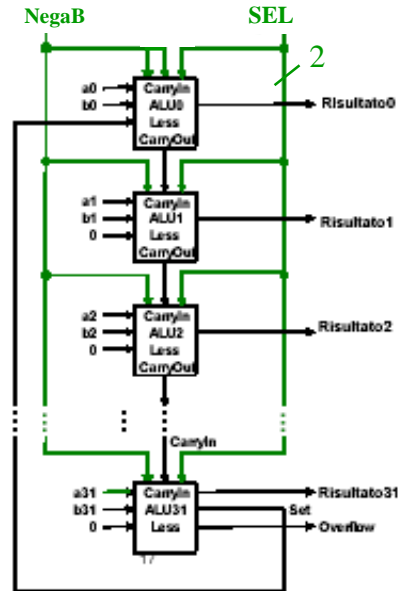 NegaB SEL
2
a0 CarryIn
b0 ALU0 Risultato0
Less
CarryOut
a1 CarryIn
b1 ALU1 Risultato1
0 Less
CarryOut
a2 CarryIn
b2 ALU2 Risultato2
0 Less
CarryOut
CarryIn
a31 CarryIn Risultato31
b31 ALU31 Set
0 Less Overflow
17